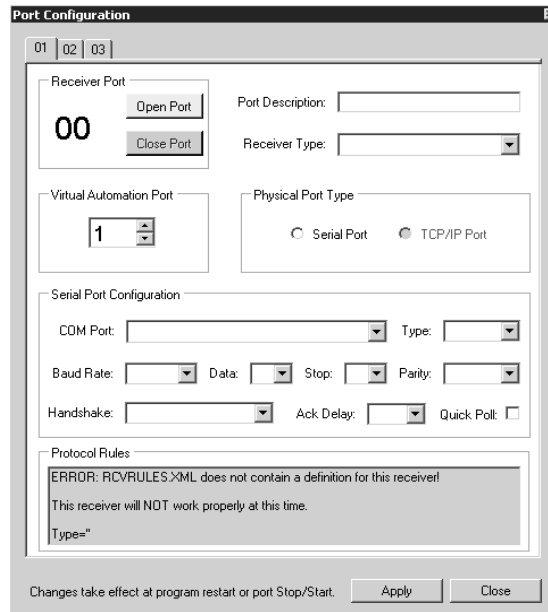 Port Configuration
01 02 03
Receiver Port
00
Open Port
Close Port
Port Description:
Receiver Type:
Virtual Automation Port
1
Physical Port Type
Serial Port
TCP/IP Port
Serial Port Configuration
COM Port:
Type:
Baud Rate:
Data:
Stop:
Parity:
Handshake:
Ack Delay:
Quick Poll:
Protocol Rules
ERROR: RCVRULES.XML does not contain a definition for this receiver!
This receiver will NOT work properly at this time.
Type=''
Changes take effect at program restart or port Stop/Start.
Apply
Close